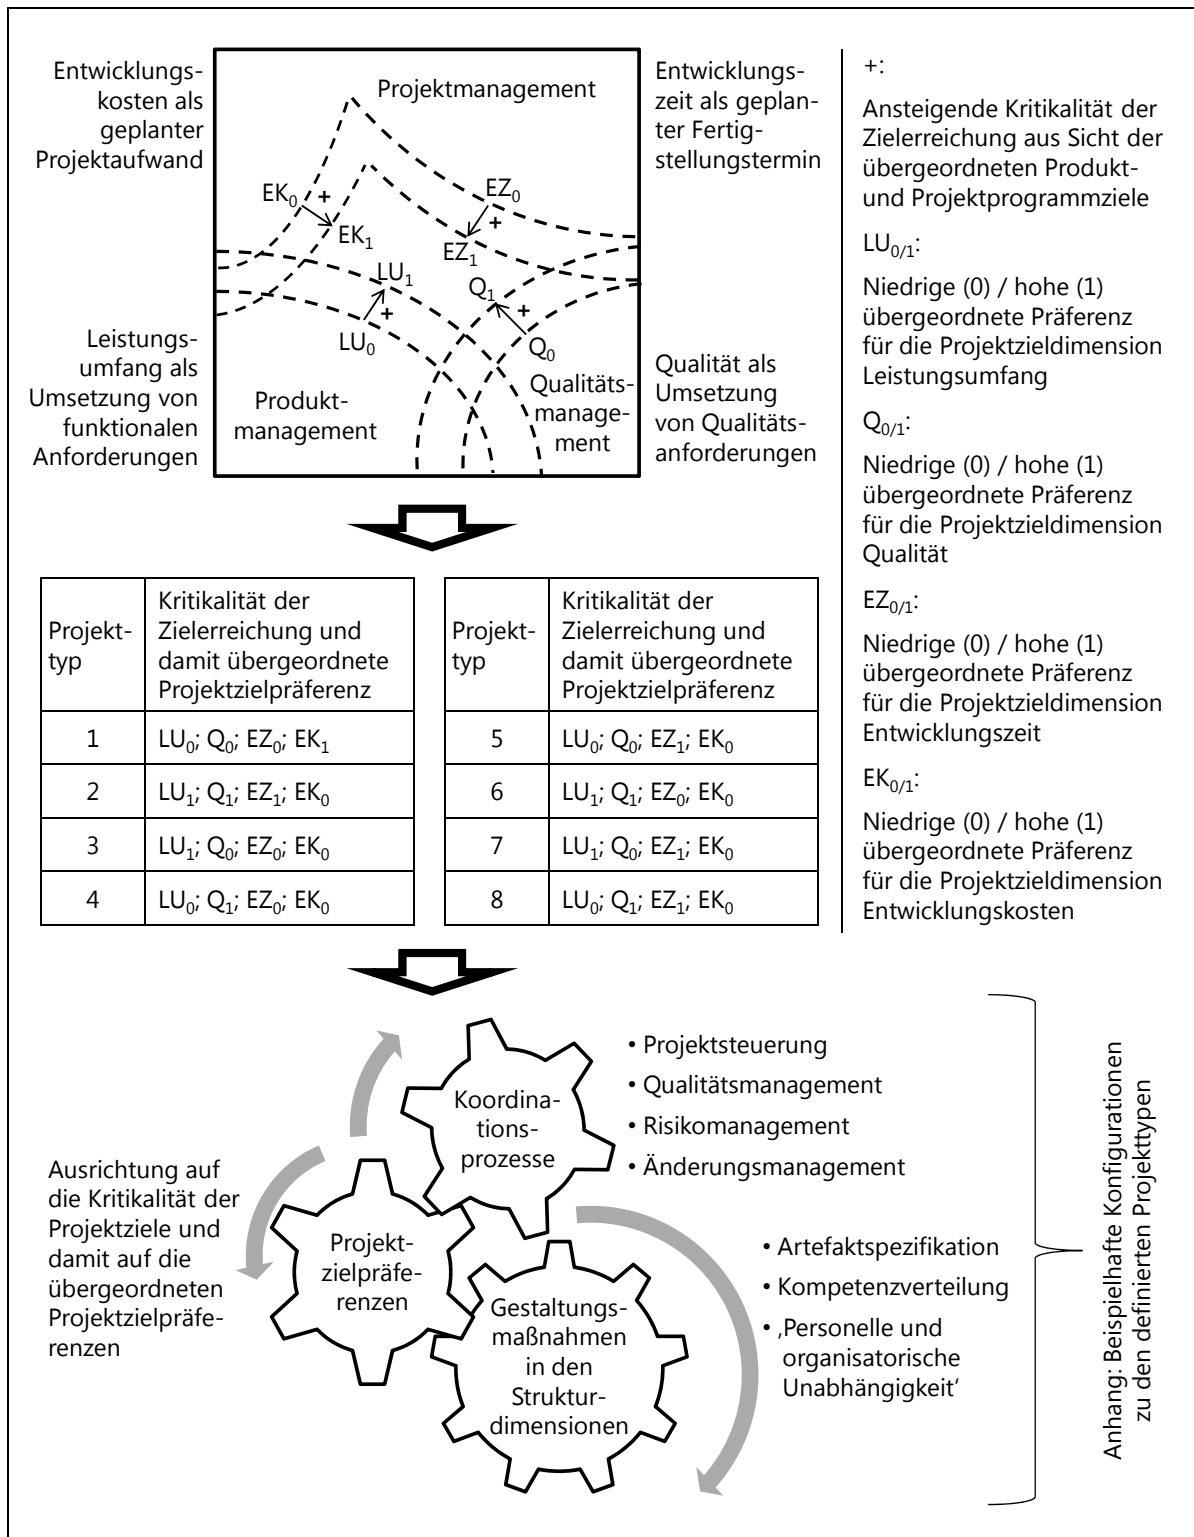 Entwicklungs-
kosten als
geplanter
Projektaufwand
Projektmanagement
Entwicklungs-
zeit als geplan-
ter Fertig-
stellungstermin
EK₀
+
EK₁
EZ₀
+
EZ₁
LU₁
+
LU₀
Q₁
+
Q₀
Leistungs-
umfang als
Umsetzung von
funktionalen
Anforderungen
Produkt-
management
Qualitäts-
manage-
ment
Qualität als
Umsetzung
von Qualitäts-
anforderungen
+:
Ansteigende Kritikalität der
Zielerreichung aus Sicht der
übergeordneten Produkt-
und Projektprogrammziele
LU₀/₁:
Niedrige (0) / hohe (1)
übergeordnete Präferenz
für die Projektzieldimension
Leistungsumfang
Q₀/₁:
Niedrige (0) / hohe (1)
übergeordnete Präferenz
für die Projektzieldimension
Qualität
EZ₀/₁:
Niedrige (0) / hohe (1)
übergeordnete Präferenz
für die Projektzieldimension
Entwicklungszeit
EK₀/₁:
Niedrige (0) / hohe (1)
übergeordnete Präferenz
für die Projektzieldimension
Entwicklungskosten
Projekt-
typ
Kritikalität der
Zielerreichung und
damit übergeordnete
Projektzielpräferenz
1 LU₀; Q₀; EZ₀; EK₁
2 LU₁; Q₁; EZ₁; EK₀
3 LU₁; Q₀; EZ₀; EK₀
4 LU₀; Q₁; EZ₀; EK₀
Projekt-
typ
Kritikalität der
Zielerreichung und
damit übergeordnete
Projektzielpräferenz
5 LU₀; Q₀; EZ₁; EK₀
6 LU₁; Q₁; EZ₀; EK₀
7 LU₁; Q₀; EZ₁; EK₀
8 LU₀; Q₁; EZ₁; EK₀
Koordina-
tions-
prozesse
• Projektsteuerung
• Qualitätsmanagement
• Risikomanagement
• Änderungsmanagement
Ausrichtung auf
die Kritikalität der
Projektziele und
damit auf die
übergeordneten
Projektzielpräfe-
renzen
Projekt-
zielpräfe-
renzen
Gestaltungs-
maßnahmen
in den
Struktur-
dimensionen
• Artefaktspezifikation
• Kompetenzverteilung
• ‚Personelle und
organisatorische
Unabhängigkeit‘
Anhang: Beispielhafte Konfigurationen
zu den definierten Projekttypen